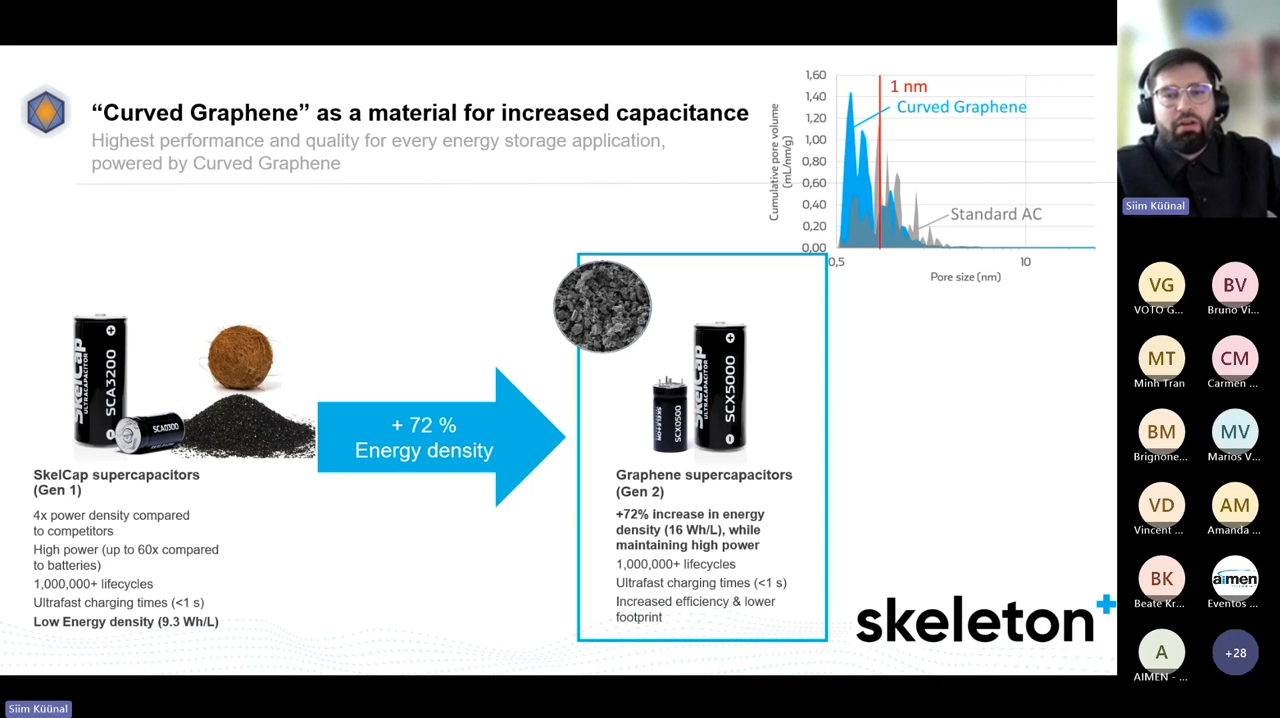 “Curved Graphene” as a material for increased capacitance
Highest performance and quality for every energy storage application,
powered by Curved Graphene
1,60
1,40
1,20
1,00
0,80
0,60
0,40
0,20
0,00
Cumulative pore volume
(mL/nm/g)
1 nm
Curved Graphene
Standard AC
0,5
10
Pore size (nm)
SkelCap
ULTRACAPACITOR
SCA3200
SCA0300
+ 72 %
Energy density
SKELETON
SCX0500
SkelCap
ULTRACAPACITOR
SCX5000
SkelCap supercapacitors
(Gen 1)
4x power density compared
to competitors
High power (up to 60x compared
to batteries)
1,000,000+ lifecycles
Ultrafast charging times (<1 s)
Low Energy density (9.3 Wh/L)
Graphene supercapacitors
(Gen 2)
+72% increase in energy
density (16 Wh/L), while
maintaining high power
1,000,000+ lifecycles
Ultrafast charging times (<1 s)
Increased efficiency & lower
footprint
skeleton+
Siim Küünal
VG
VOTO G...
BV
Bruno Vi...
MT
Minh Tran
CM
Carmen ...
BM
Brignone...
MV
Marios V...
VD
Vincent ...
AM
Amanda ...
BK
Beate Kr...
aimen
Eventos ...
A
AIMEN - ...
+28
Siim Küünal